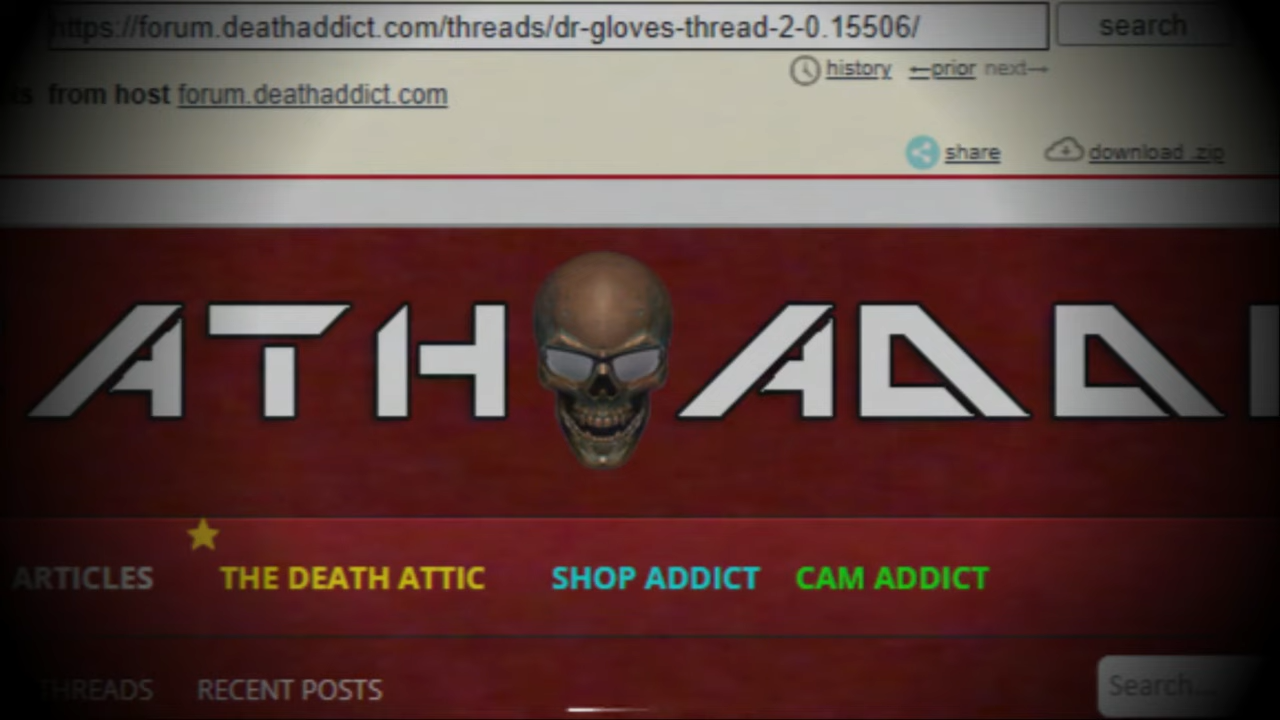 https://forum.deathaddict.com/threads/dr-gloves-thread-2-0.15506/ search
history ←prior next→
from host forum.deathaddict.com
share download .zip
ATH ADDI
ARTICLES THE DEATH ATTIC SHOP ADDICT CAM ADDICT
THREADS RECENT POSTS Search...